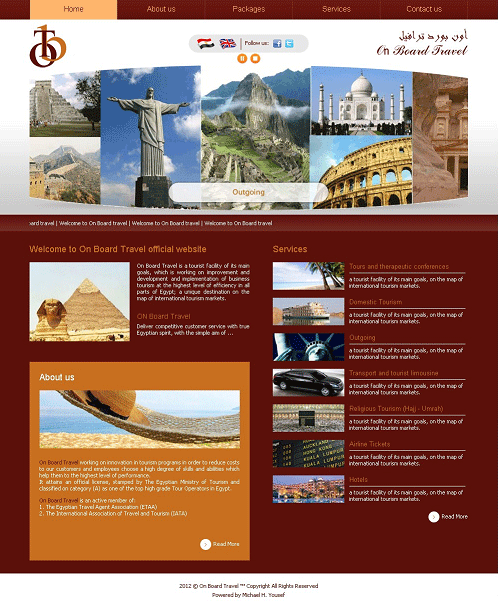 Home
About us
Packages
Services
Contact us
Follow us:
أون بورد ترافيل
On Board Travel
Outgoing
ard travel | Welcome to On Board travel | Welcome to On Board travel | Welcome to On Board travel
Welcome to On Board Travel official website
On Board Travel is a tourist facility of its main
goals, which is working on improvement and
development and implementation of business
tourism at the highest level of efficiency in all
parts of Egypt; a unique destination on the
map of international tourism markets.
ON Board Travel
Deliver competitive customer service with true
Egyptian spirit, with the simple aim of ...
About us
On Board Travel working on innovation in tourism programs in order to reduce costs
to our customers and employees choose a high degree of skills and abilities which
help them to the highest level of performance.
It attains an official license, stamped by The Egyptian Ministry of Tourism and
classified on category (A) as one of the top high grade Tour Operators in Egypt.
On Board Travel is an active member of:
1. The Egyptian Travel Agent Association (ETAA)
2. The International Association of Travel and Tourism (IATA)
Read More
Services
Tours and therapeutic conferences
a tourist facility of its main goals, on the map of
international tourism markets.
Domestic Tourism
a tourist facility of its main goals, on the map of
international tourism markets.
Outgoing
a tourist facility of its main goals, on the map of
international tourism markets.
Transport and tourist limousine
a tourist facility of its main goals, on the map of
international tourism markets.
Religious Tourism (Hajj - Umrah)
a tourist facility of its main goals, on the map of
international tourism markets.
AUCKLAND
KUALA LUMPUR
KUALA LUMPUR
Airline Tickets
a tourist facility of its main goals, on the map of
international tourism markets.
Hotels
a tourist facility of its main goals, on the map of
international tourism markets.
Read More
2012 © On Board Travel ™ Copyright All Rights Reserved
Powered by Michael H. Yousef